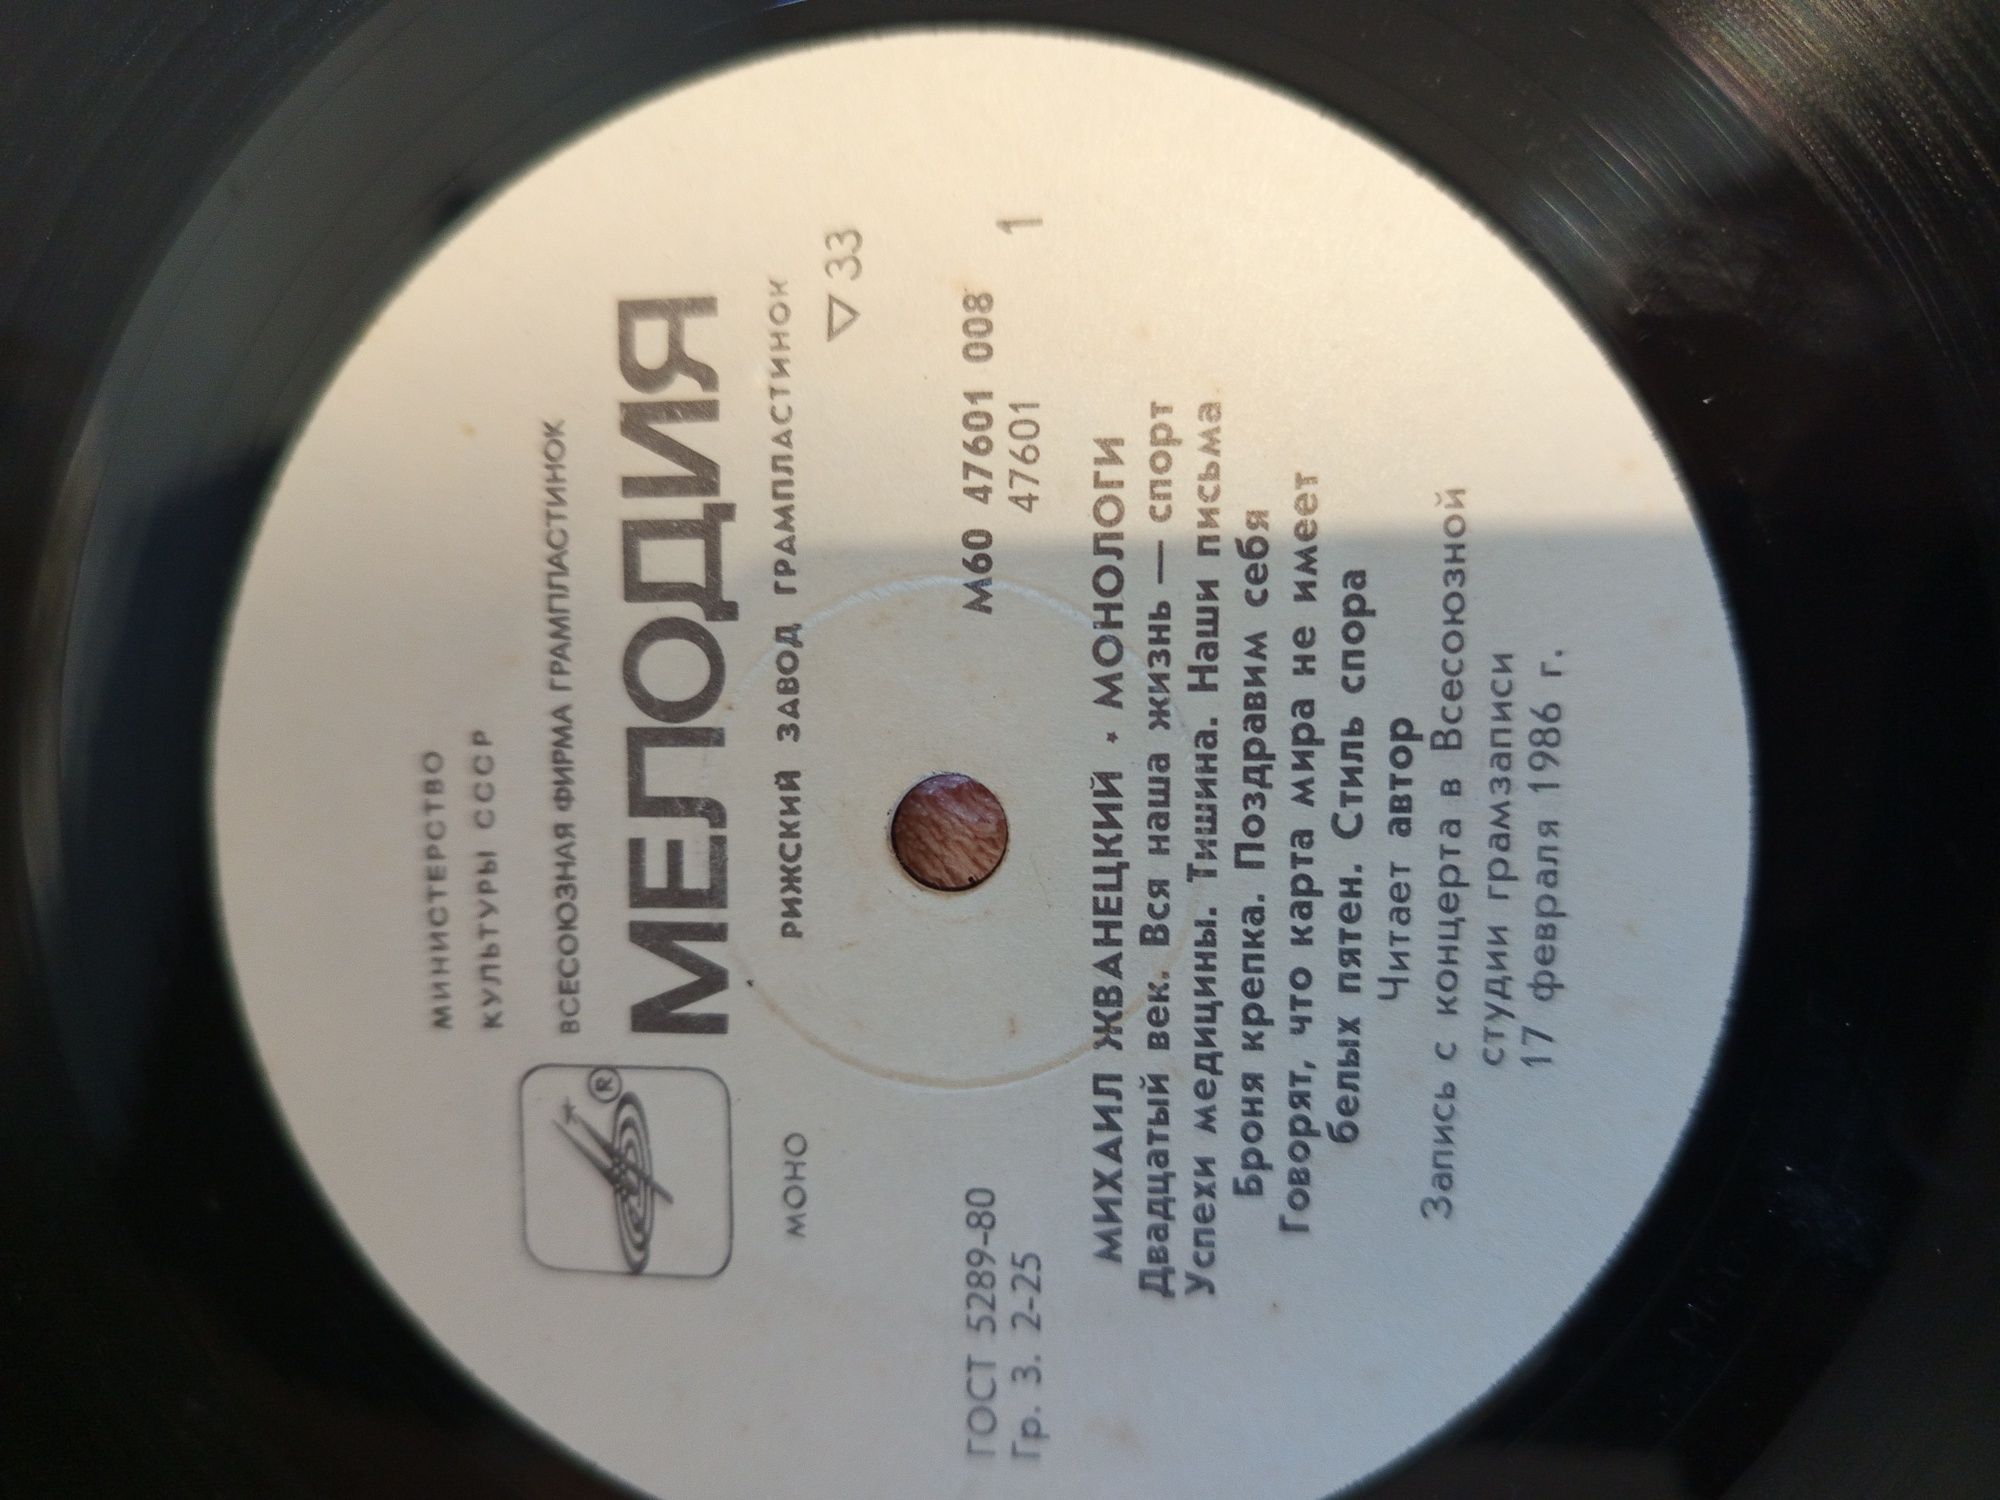 МИНИСТЕРСТВО
КУЛЬТУРЫ СССР
ВСЕСОЮЗНАЯ ФИРМА ГРАМПЛАСТИНОК
®
МЕЛОДИЯ
МОНО
РИЖСКИЙ ЗАВОД ГРАМПЛАСТИНОК
▽ 33
ГОСТ 5289-80
М60 47601 008
Гр. 3. 2-25
47601
1
МИХАИЛ ЖВАНЕЦКИЙ * МОНОЛОГИ
Двадцатый век. Вся наша жизнь — спорт
Успехи медицины. Тишина. Наши письма
Броня крепка. Поздравим себя
Говорят, что карта мира не имеет
белых пятен. Стиль спора
Читает автор
Запись с концерта в Всесоюзной
студии грамзаписи
17 февраля 1986 г.